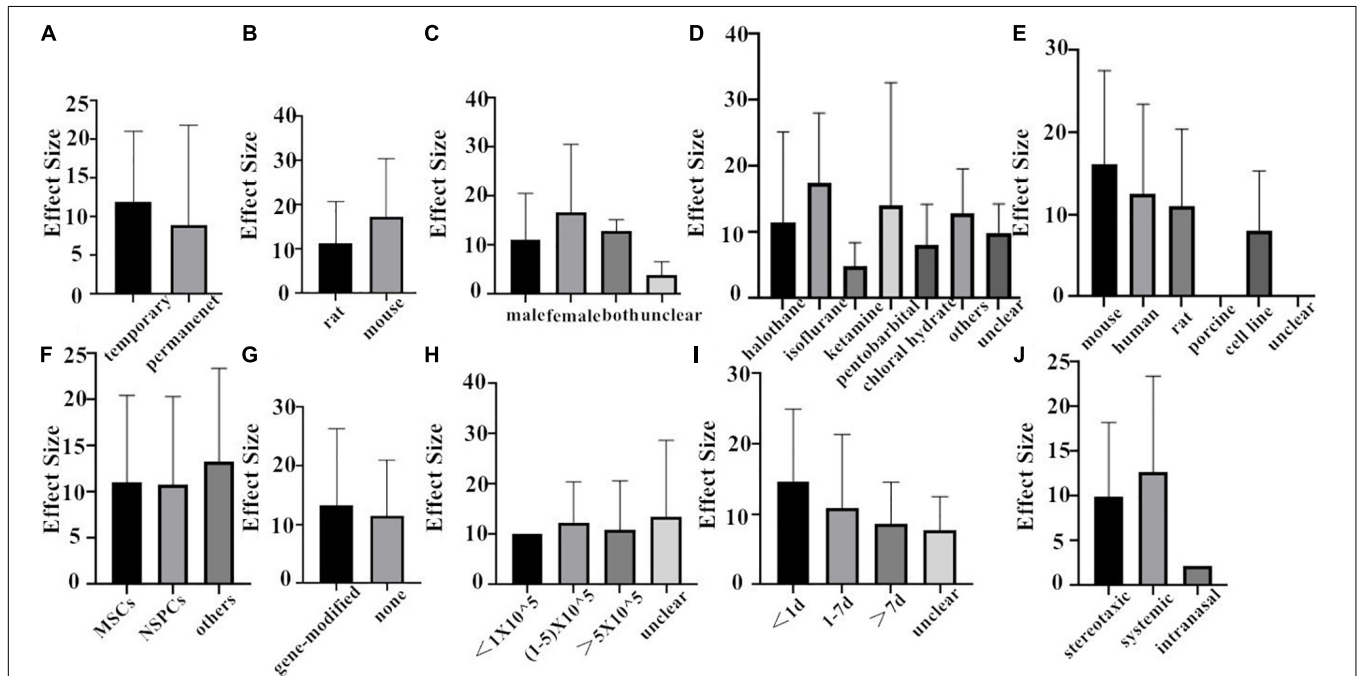 A
Effect Size
25
20
15
10
5
0
temporary
permanenet
B
Effect Size
40
30
20
10
0
rat
mouse
C
Effect Size
40
30
20
10
0
male
female
both
unclear
D
Effect Size
40
30
20
10
0
halothane
isoflurane
ketamine
pentobarbital
chloral hydrate
others
unclear
E
Effect Size
30
20
10
0
mouse
human
rat
porcine
cell line
unclear
F
Effect Size
25
20
15
10
5
0
MSCs
NSPCs
others
G
Effect Size
30
20
10
0
gene-modified
none
H
Effect Size
40
30
20
10
0
<1X10^5
(1-5)X10^5
>5X10^5
unclear
I
Effect Size
30
20
10
0
<1d
1-7d
>7d
unclear
J
Effect Size
25
20
15
10
5
0
stereotaxic
systemic
intranasal